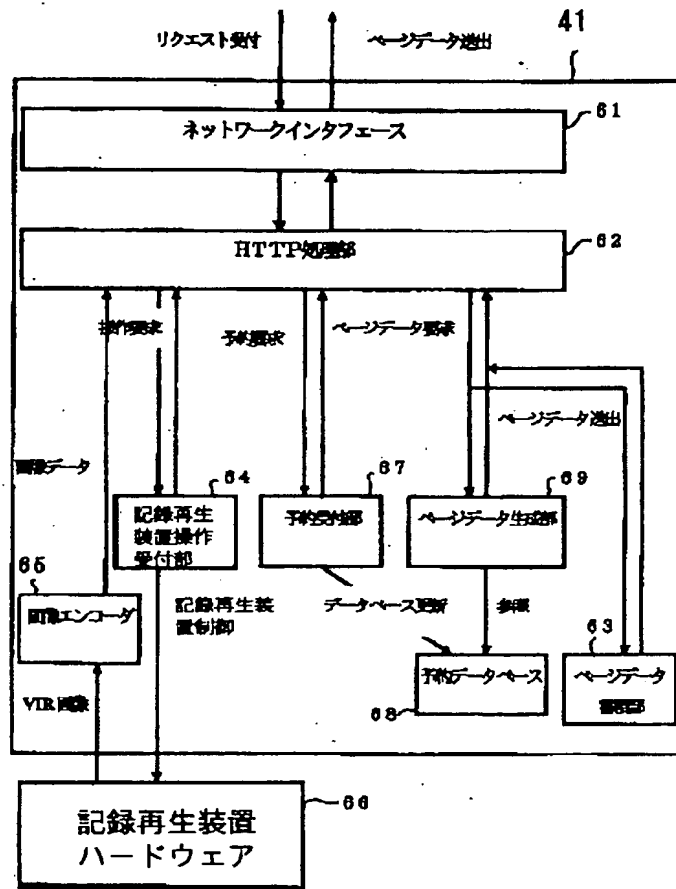 リクエスト受付
ページデータ送出
41
ネットワークインタフェース
61
HTTP処理部
62
操作要求
予約要求
ページデータ要求
ページデータ送出
画像データ
64
記録再生
装置操作
受付部
67
予約受付部
69
ページデータ生成部
65
画像エンコーダ
記録再生装
置制御
データベース更新
参照
63
ページデータ
VTR画像
予約データベース
68
記録再生装置
ハードウェア
66